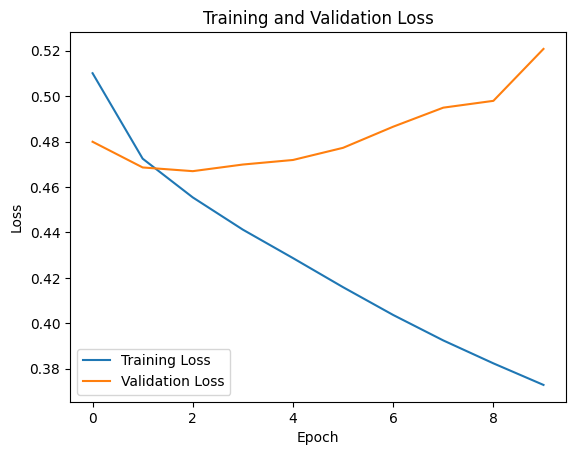 Training and Validation Loss
0.52
0.50
0.48
0.46
0.44
0.42
0.40
0.38
Loss
Training Loss
Validation Loss
0 2 4 6 8
Epoch